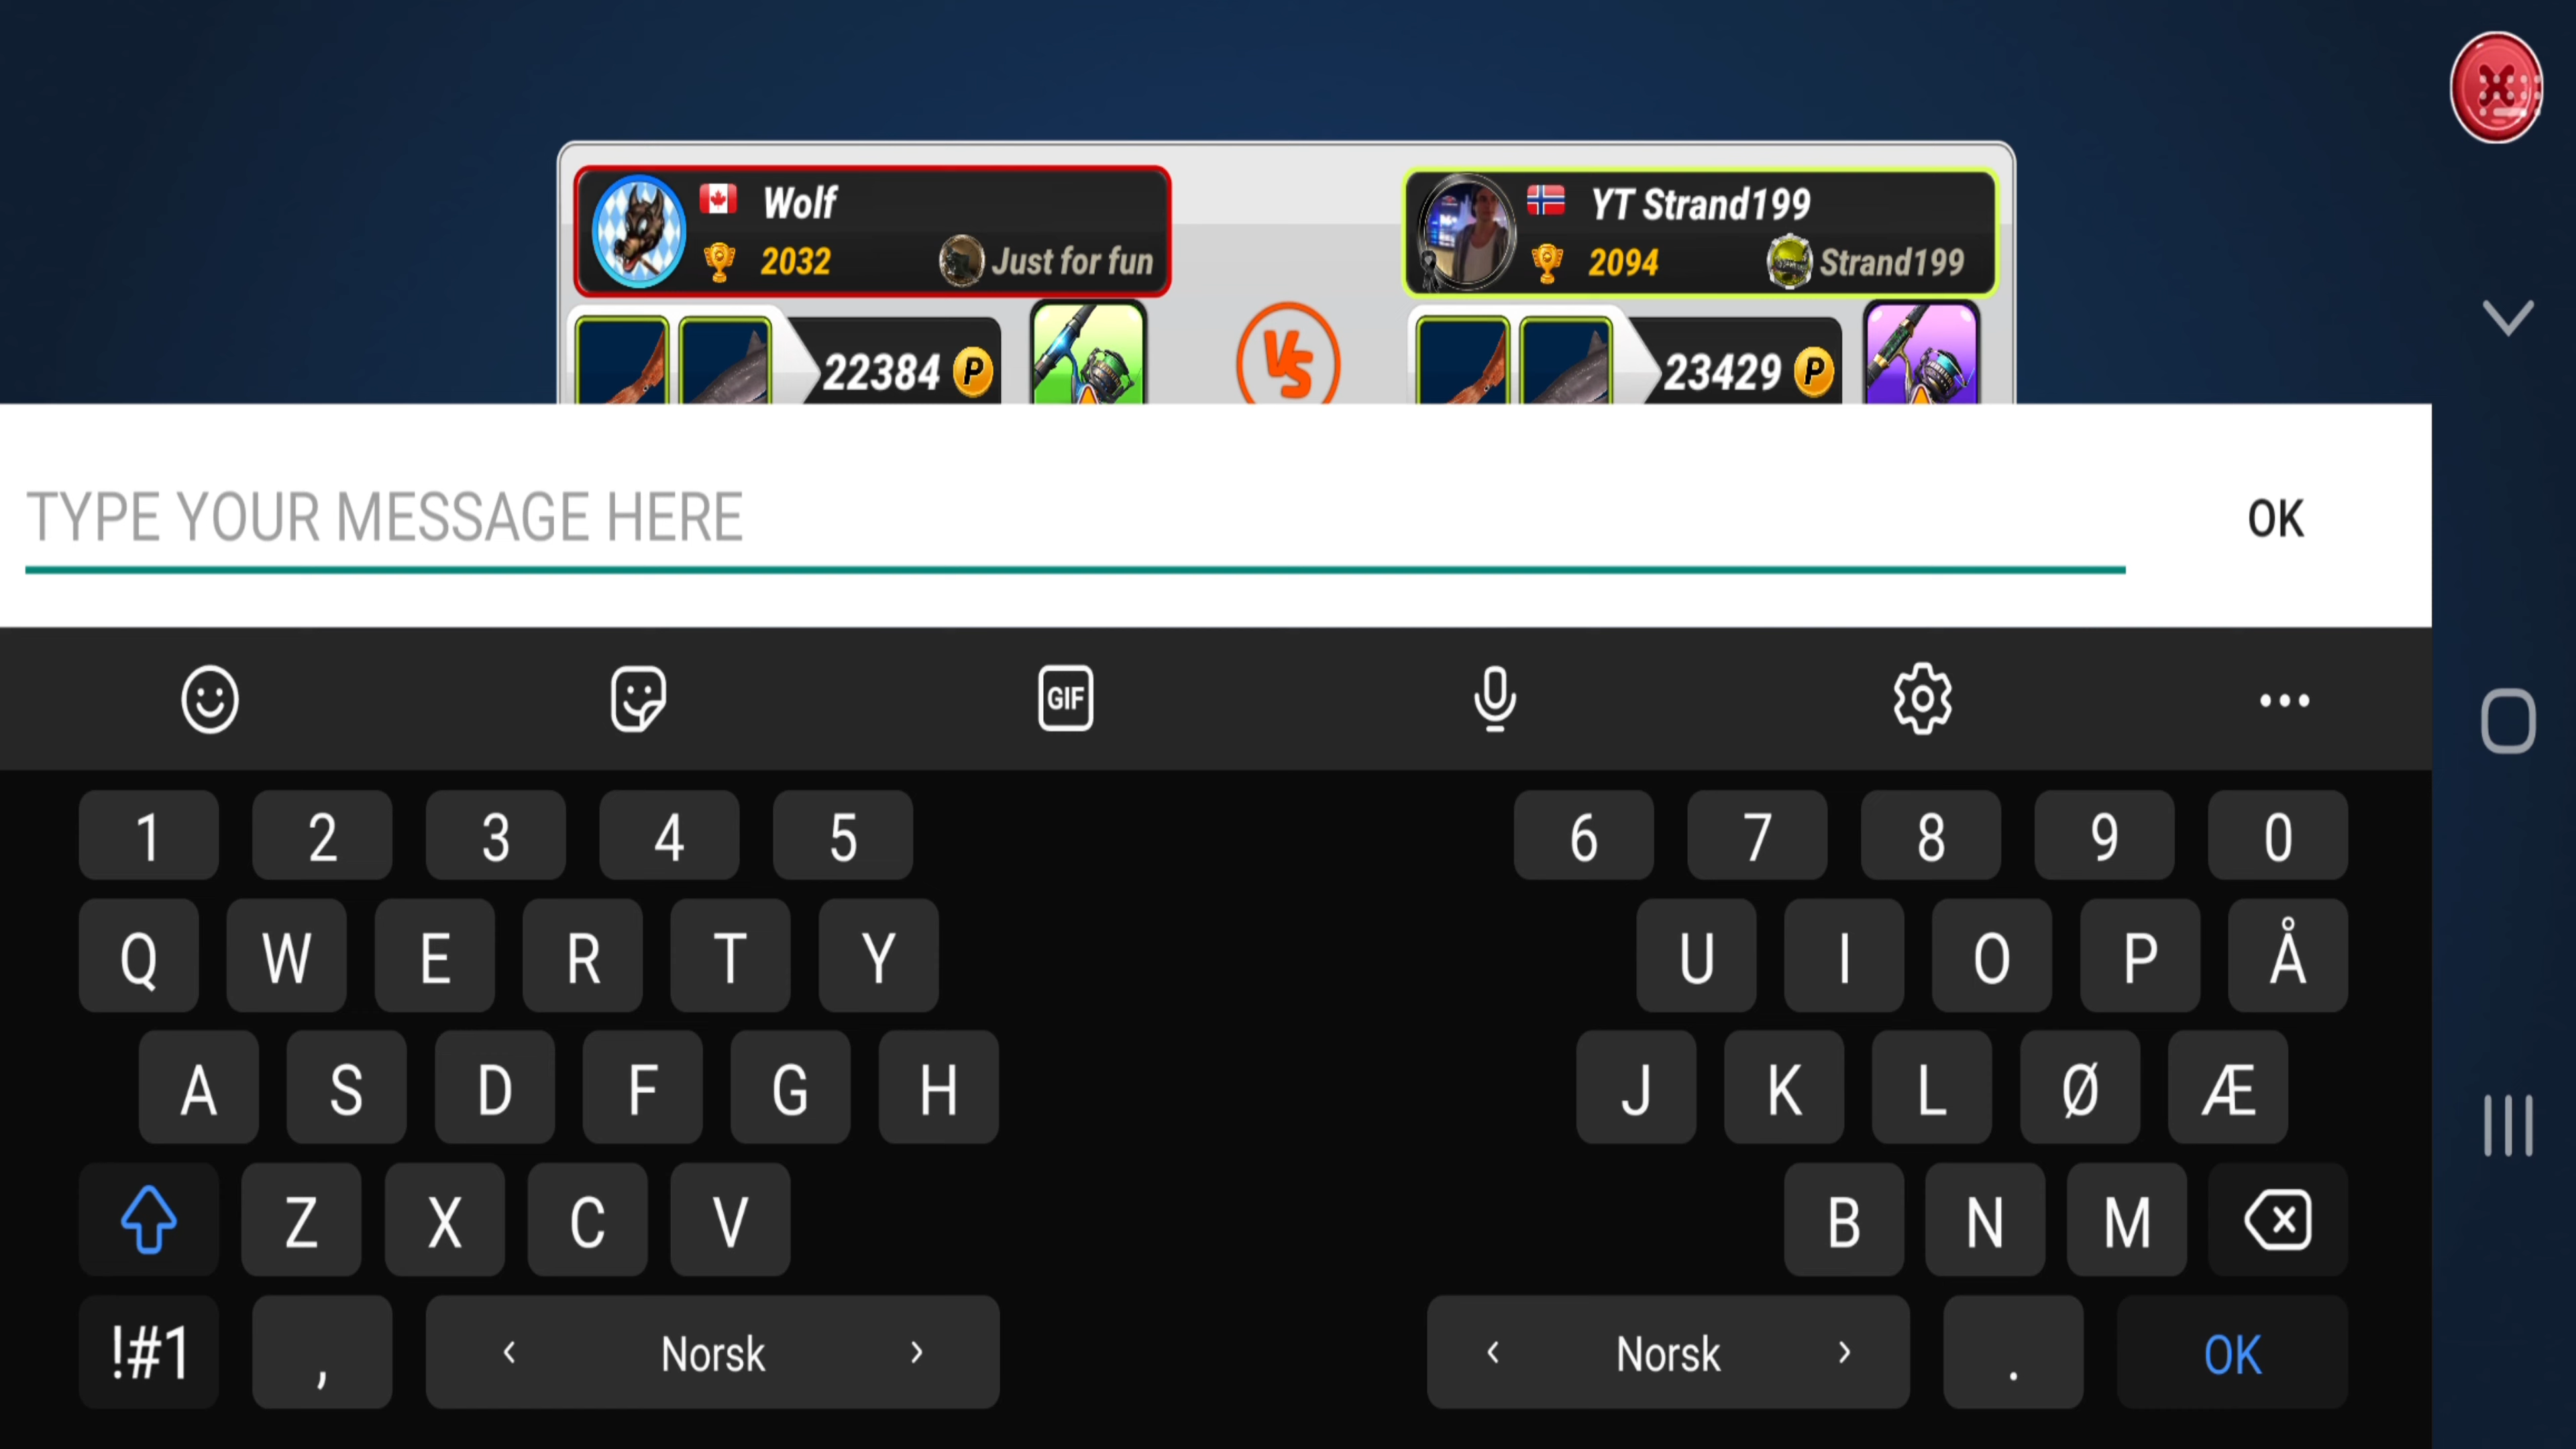 Wolf
2032
Just for fun
22384 P
VS
YT Strand199
2094
Strand199
23429 P
TYPE YOUR MESSAGE HERE
OK
GIF
1 2 3 4 5 6 7 8 9 0
Q W E R T Y U I O P Å
A S D F G H J K L Ø Æ
Z X C V B N M
!#1 , < Norsk > < Norsk > . OK